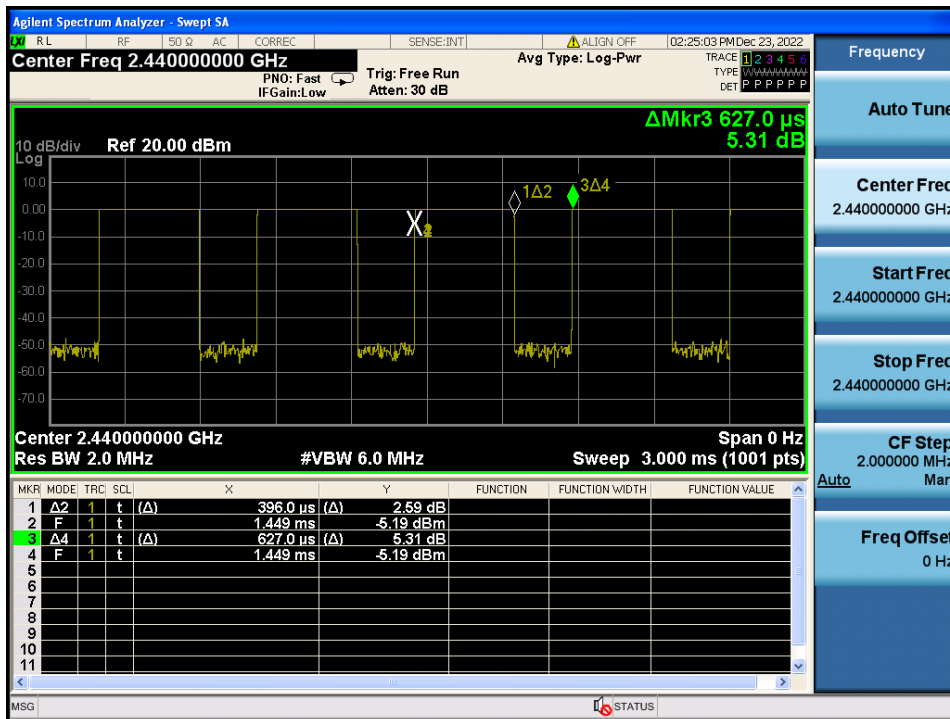 Agilent Spectrum Analyzer - Swept SA
LXI RL RF 50 Ω AC CORREC SENSE:INT ALIGN OFF 02:25:03 PM Dec 23, 2022
Center Freq 2.440000000 GHz
PNO: Fast
IFGain:Low
Trig: Free Run
Atten: 30 dB
Avg Type: Log-Pwr
TRACE 1 2 3 4 5 6
TYPE
DET P P P P P P
ΔMkr3 627.0 µs
5.31 dB
10 dB/div Ref 20.00 dBm
Log
10.0
0.00
-10.0
-20.0
-30.0
-40.0
-50.0
-60.0
-70.0
X
2
1Δ2
3Δ4
Center 2.440000000 GHz Span 0 Hz
Res BW 2.0 MHz #VBW 6.0 MHz Sweep 3.000 ms (1001 pts)
MKR MODE TRC SCL X Y FUNCTION FUNCTION WIDTH FUNCTION VALUE
1 Δ2 1 t (Δ) 396.0 µs (Δ) 2.59 dB
2 F 1 t 1.449 ms -5.19 dBm
3 Δ4 1 t (Δ) 627.0 µs (Δ) 5.31 dB
4 F 1 t 1.449 ms -5.19 dBm
5
6
7
8
9
10
11
MSG STATUS
Frequency
Auto Tune
Center Freq
2.440000000 GHz
Start Freq
2.440000000 GHz
Stop Freq
2.440000000 GHz
CF Step
2.000000 MHz
Auto Man
Freq Offset
0 Hz